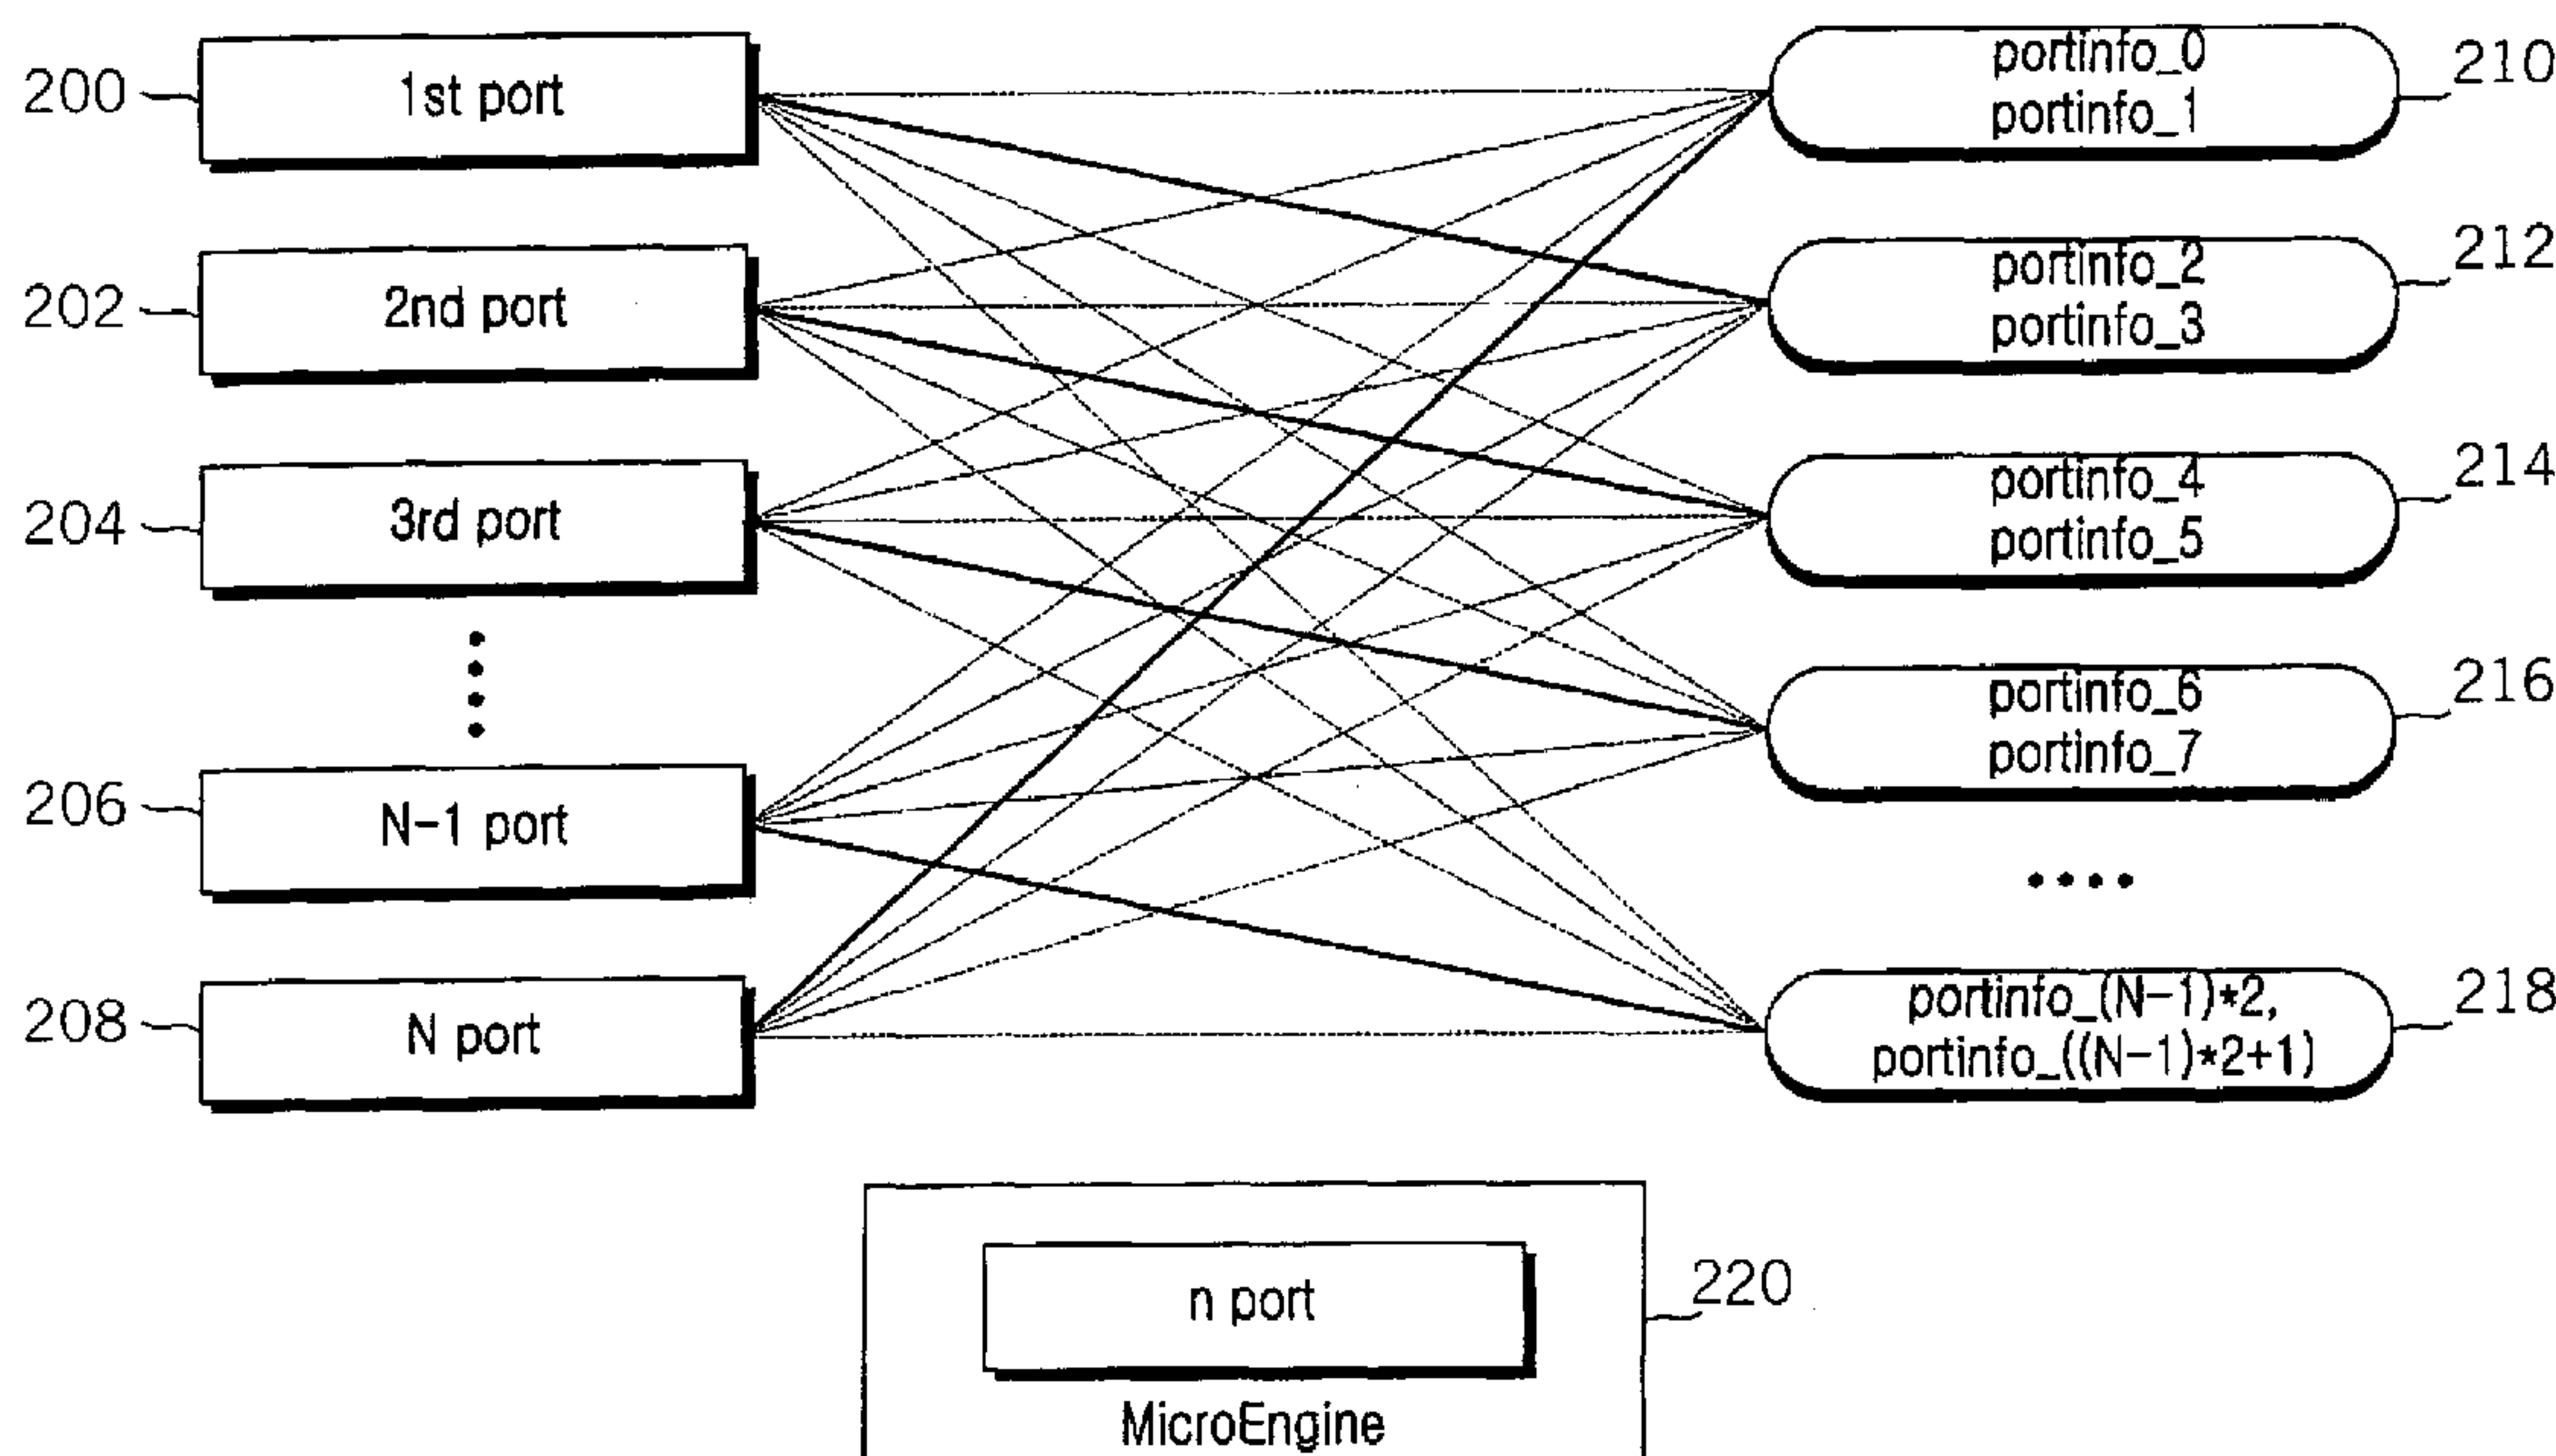 200
1st port
portinfo_0
portinfo_1
210
202
2nd port
portinfo_2
portinfo_3
212
204
3rd port
portinfo_4
portinfo_5
214
portinfo_6
portinfo_7
216
206
N-1 port
208
N port
portinfo_(N-1)*2,
portinfo_((N-1)*2+1)
218
n port
220
MicroEngine